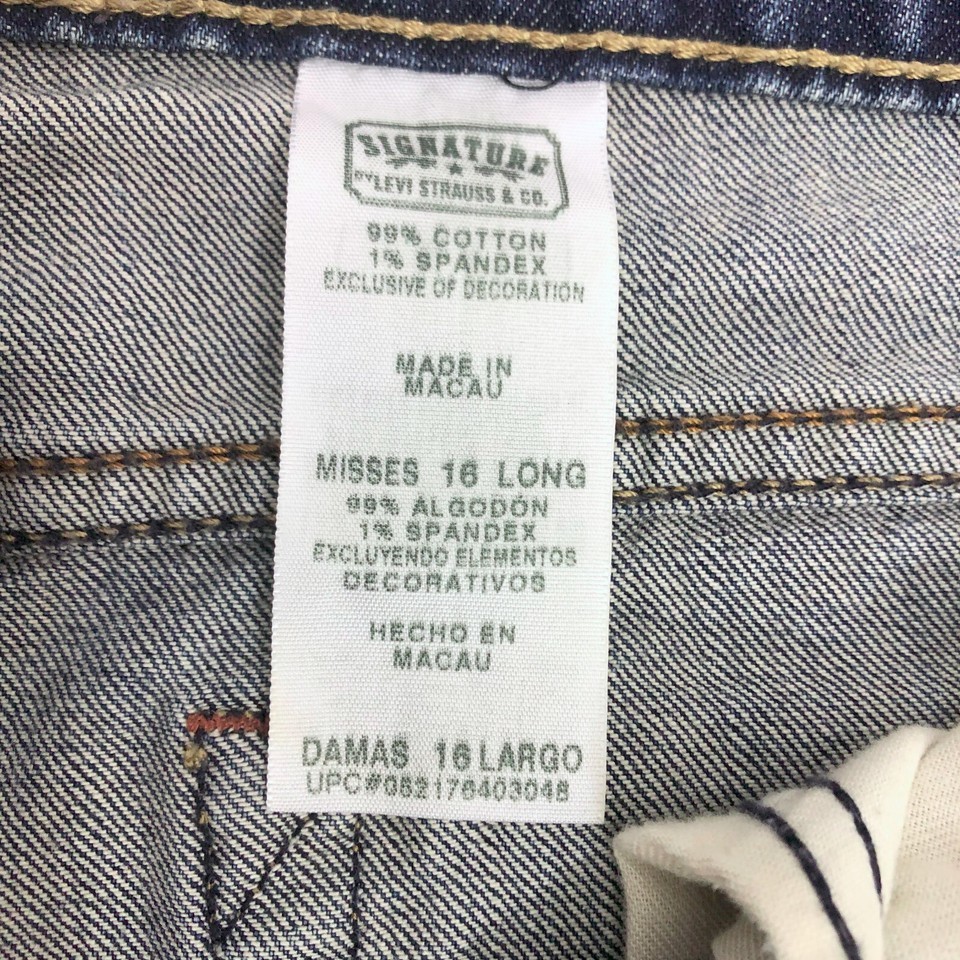 SIGNATURE
BY LEVI STRAUSS & CO.
99% COTTON
1% SPANDEX
EXCLUSIVE OF DECORATION
MADE IN
MACAU
MISSES 16 LONG
99% ALGODÓN
1% SPANDEX
EXCLUYENDO ELEMENTOS
DECORATIVOS
HECHO EN
MACAU
DAMAS 16 LARGO
UPC#052176403048